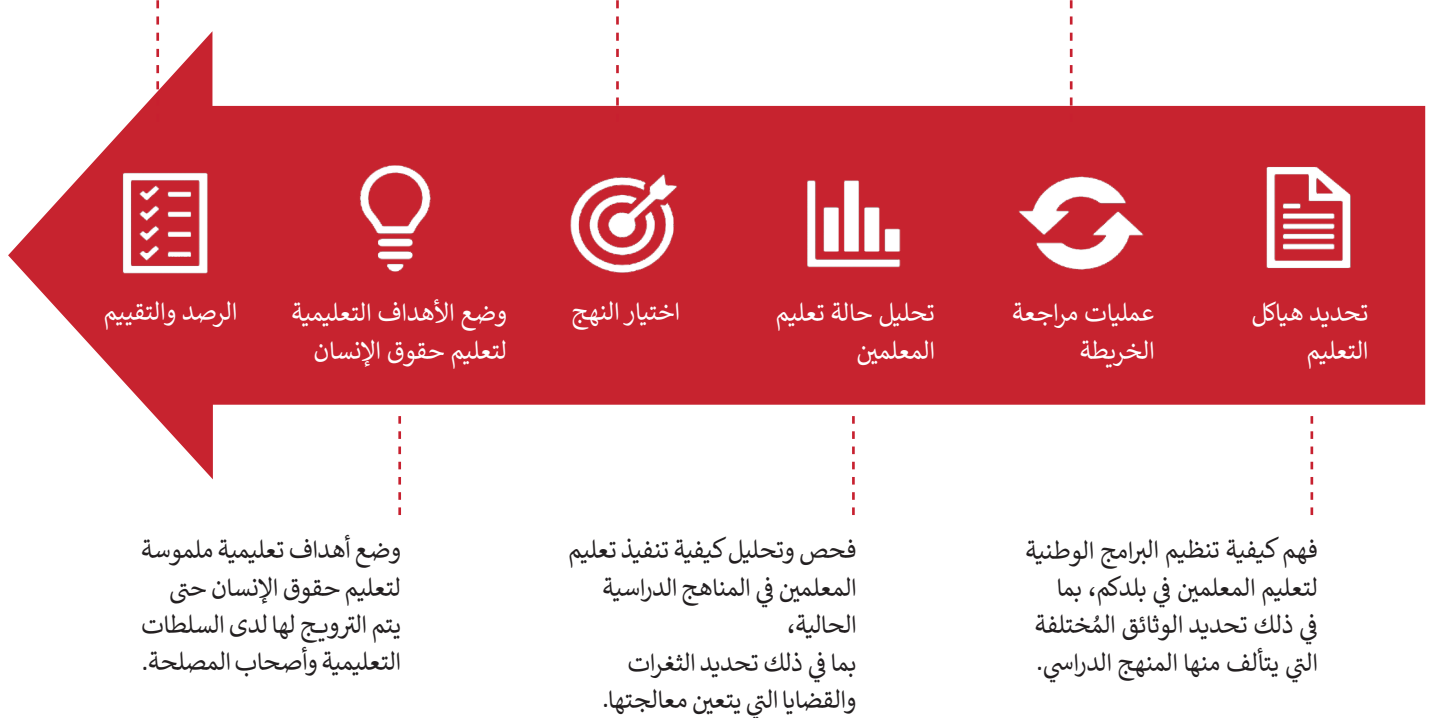 تحديد هياكل
التعليم
عمليات مراجعة
الخريطة
تحليل حالة تعليم
المعلمين
اختيار النهج
وضع الأهداف التعليمية
لتعليم حقوق الإنسان
الرصد والتقييم
فهم كيفية تنظيم البرامج الوطنية
لتعليم المعلمين في بلدكم، بما
في ذلك تحديد الوثائق المُختلفة
التي يتألف منها المنهج الدراسي.
فحص وتحليل كيفية تنفيذ تعليم
المعلمين في المناهج الدراسية
الحالية،
بما في ذلك تحديد الثغرات
والقضايا التي يتعين معالجتها.
وضع أهداف تعليمية ملموسة
لتعليم حقوق الإنسان حتى
يتم الترويج لها لدى السلطات
التعليمية وأصحاب المصلحة.